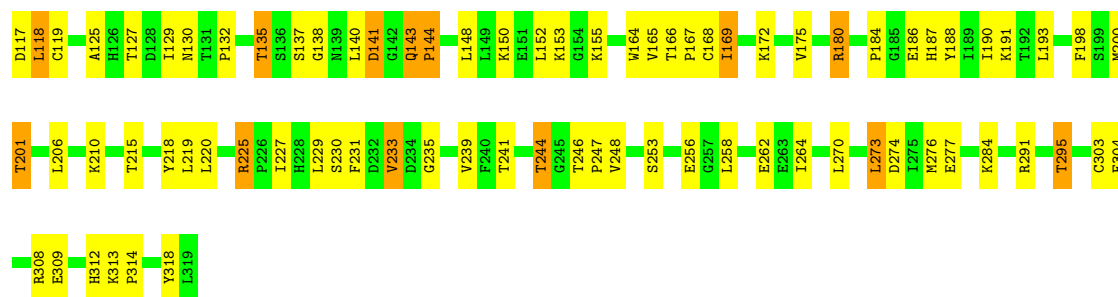 D117 L118 C119 A125 H126 T127 D128 I129 N130 T131 P132 T135 S136 S137 G138 N139 L140 D141 G142 Q143 P144 L148 L149 K150 E151 L152 K153 G154 K155 W164 V165 T166 P167 C168 I169 K172 V175 R180 P184 G185 E186 H187 Y188 I189 I190 K191 T192 L193 F198 S199 M200
T201 L206 K210 T215 Y218 L219 L220 R225 P226 I227 H228 L229 S230 F231 D232 V233 D234 G235 V239 F240 T241 T244 G245 T246 P247 V248 S253 E256 G257 L258 E262 E263 I264 L270 L273 D274 I275 M276 E277 K284 R291 T295 C303
R308 E309 H312 K313 P314 Y318 L319